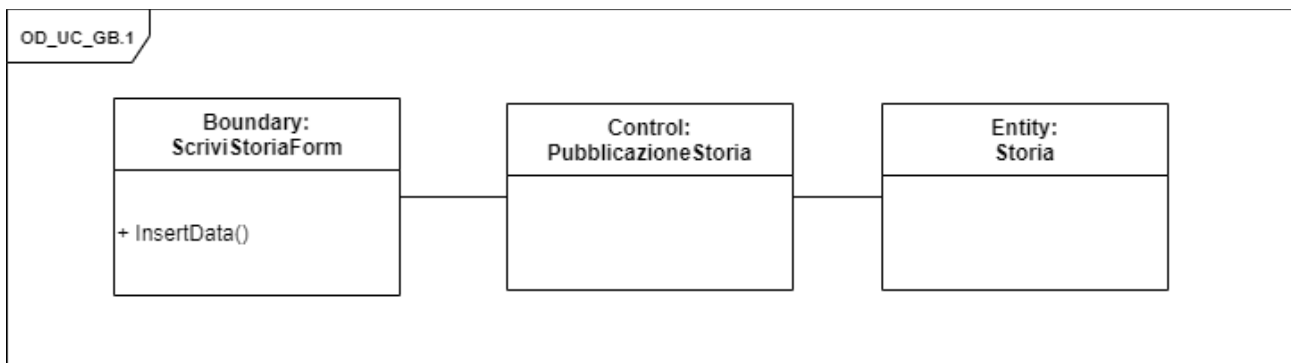 OD_UC_GB.1
Boundary:
ScriviStoriaForm
+ InsertData()
Control:
PubblicazioneStoria
Entity:
Storia